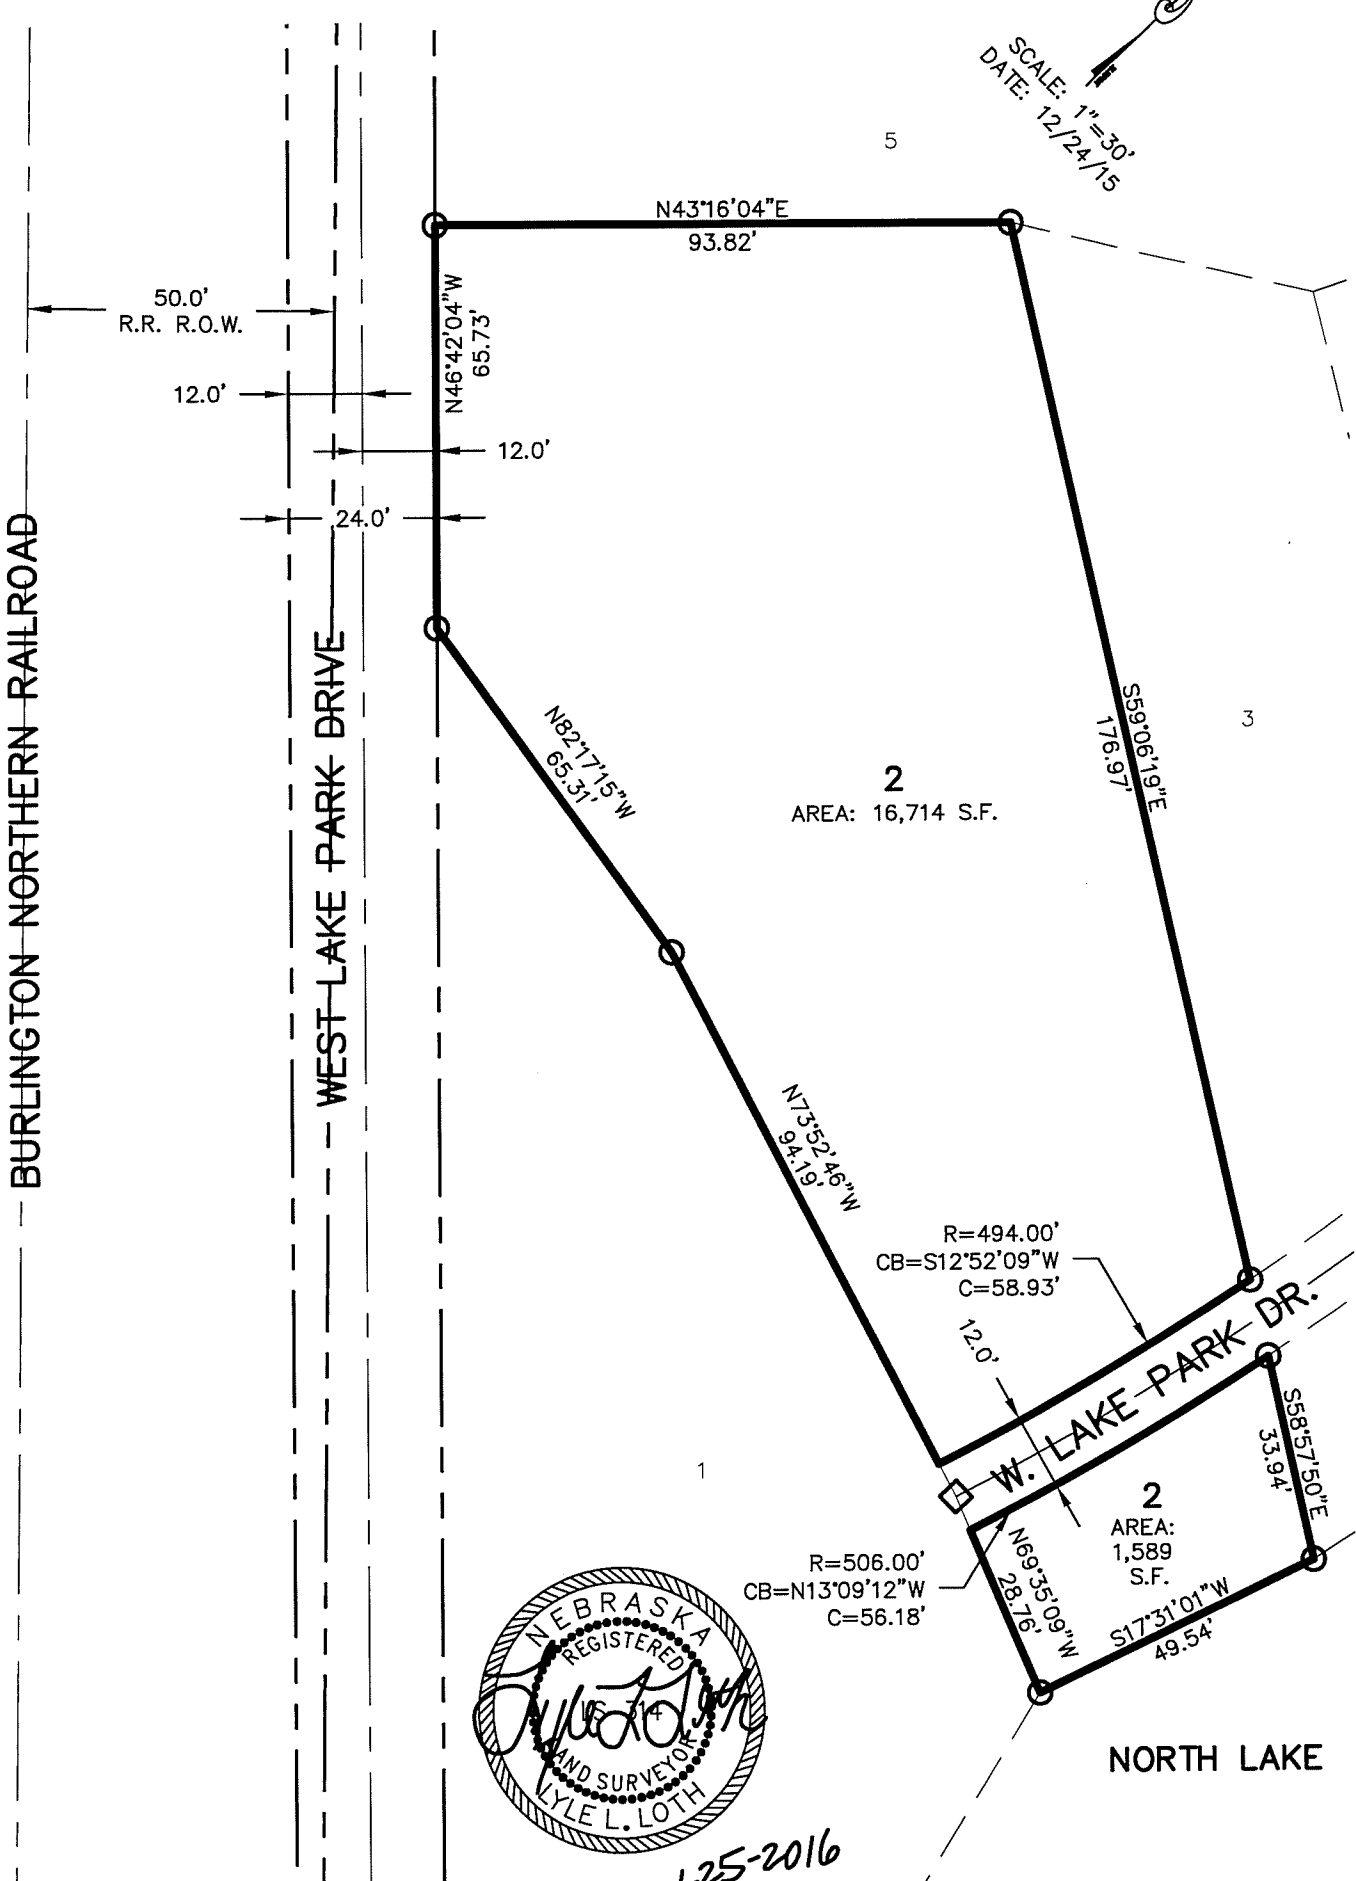 SCALE: 1"=30'
DATE: 12/24/15
5
N43°16'04"E
93.82'
50.0'
R.R. R.O.W.
N46°42'04"W
65.73'
12.0'
12.0'
24.0'
BURLINGTON NORTHERN RAILROAD
WEST LAKE PARK DRIVE
N82°17'15"W
65.31'
S59°06'19"E
176.97'
3
2
AREA: 16,714 S.F.
N73°52'46"W
94.19'
R=494.00'
CB=S12°52'09"W
C=58.93'
12.0'
W. LAKE PARK DR.
1
S58°57'50"E
33.94'
2
AREA:
1,589
S.F.
R=506.00'
CB=N13°09'12"W
C=56.18'
N69°35'09"W
28.76'
S17°31'01"W
49.54'
NEBRASKA
REGISTERED
LS 314
LAND SURVEYOR
LYLE L. LOTH
NORTH LAKE
25-2016